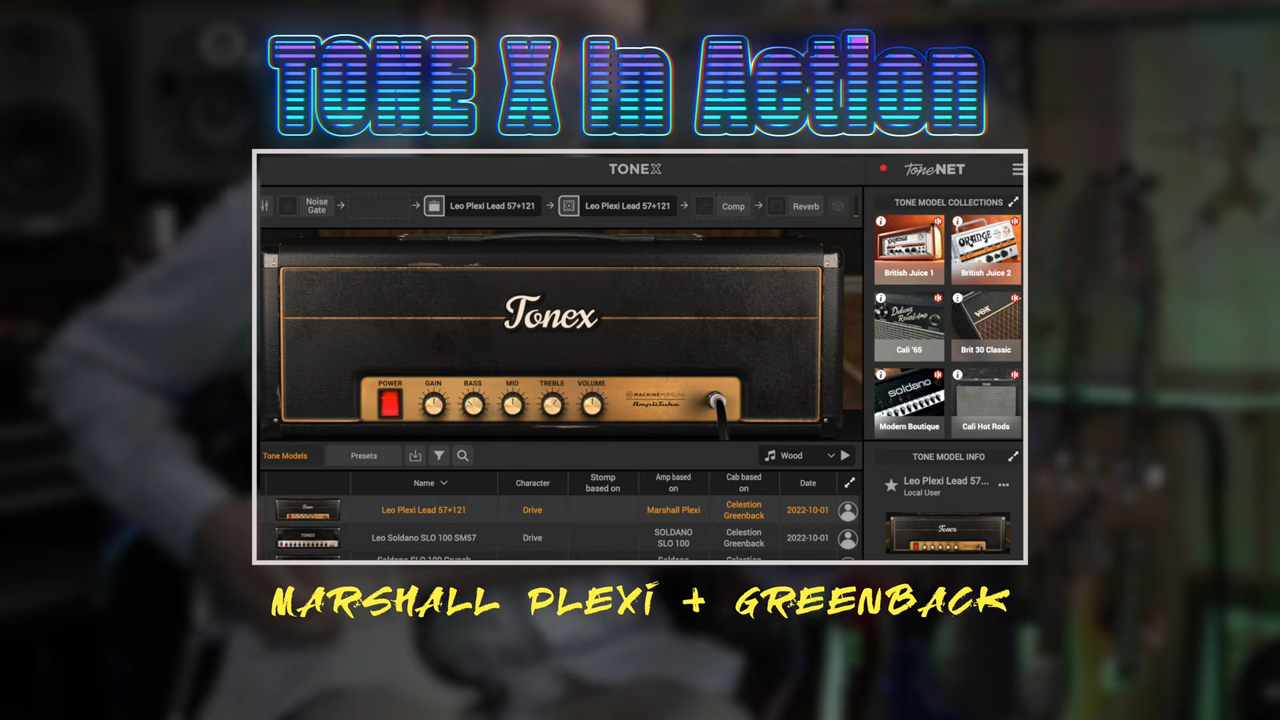 TONE X In Action
TONEX
ToneNET
Noise Gate
Leo Plexi Lead 57+121
Leo Plexi Lead 57+121
Comp
Reverb
TONE MODEL COLLECTIONS
British Juice 1
ORANGE
British Juice 2
Cali '65
VOX
Brit 30 Classic
soldano
Modern Boutique
Cali Hot Rods
Tonex
POWER GAIN BASS MID TREBLE VOLUME
AmpliTube
Tone Models
Presets
Wood
TONE MODEL INFO
Name
Character
Stomp based on
Amp based on
Cab based on
Date
Leo Plexi Lead 57+121
Drive
Marshall Plexi
Celestion Greenback
2022-10-01
Leo Soldano SLO 100 SM57
Drive
SOLDANO SLO 100
Celestion Greenback
2022-10-01
Leo Plexi Lead 57...
Local User
Tonex
MARSHALL PLEXI + GREENBACK